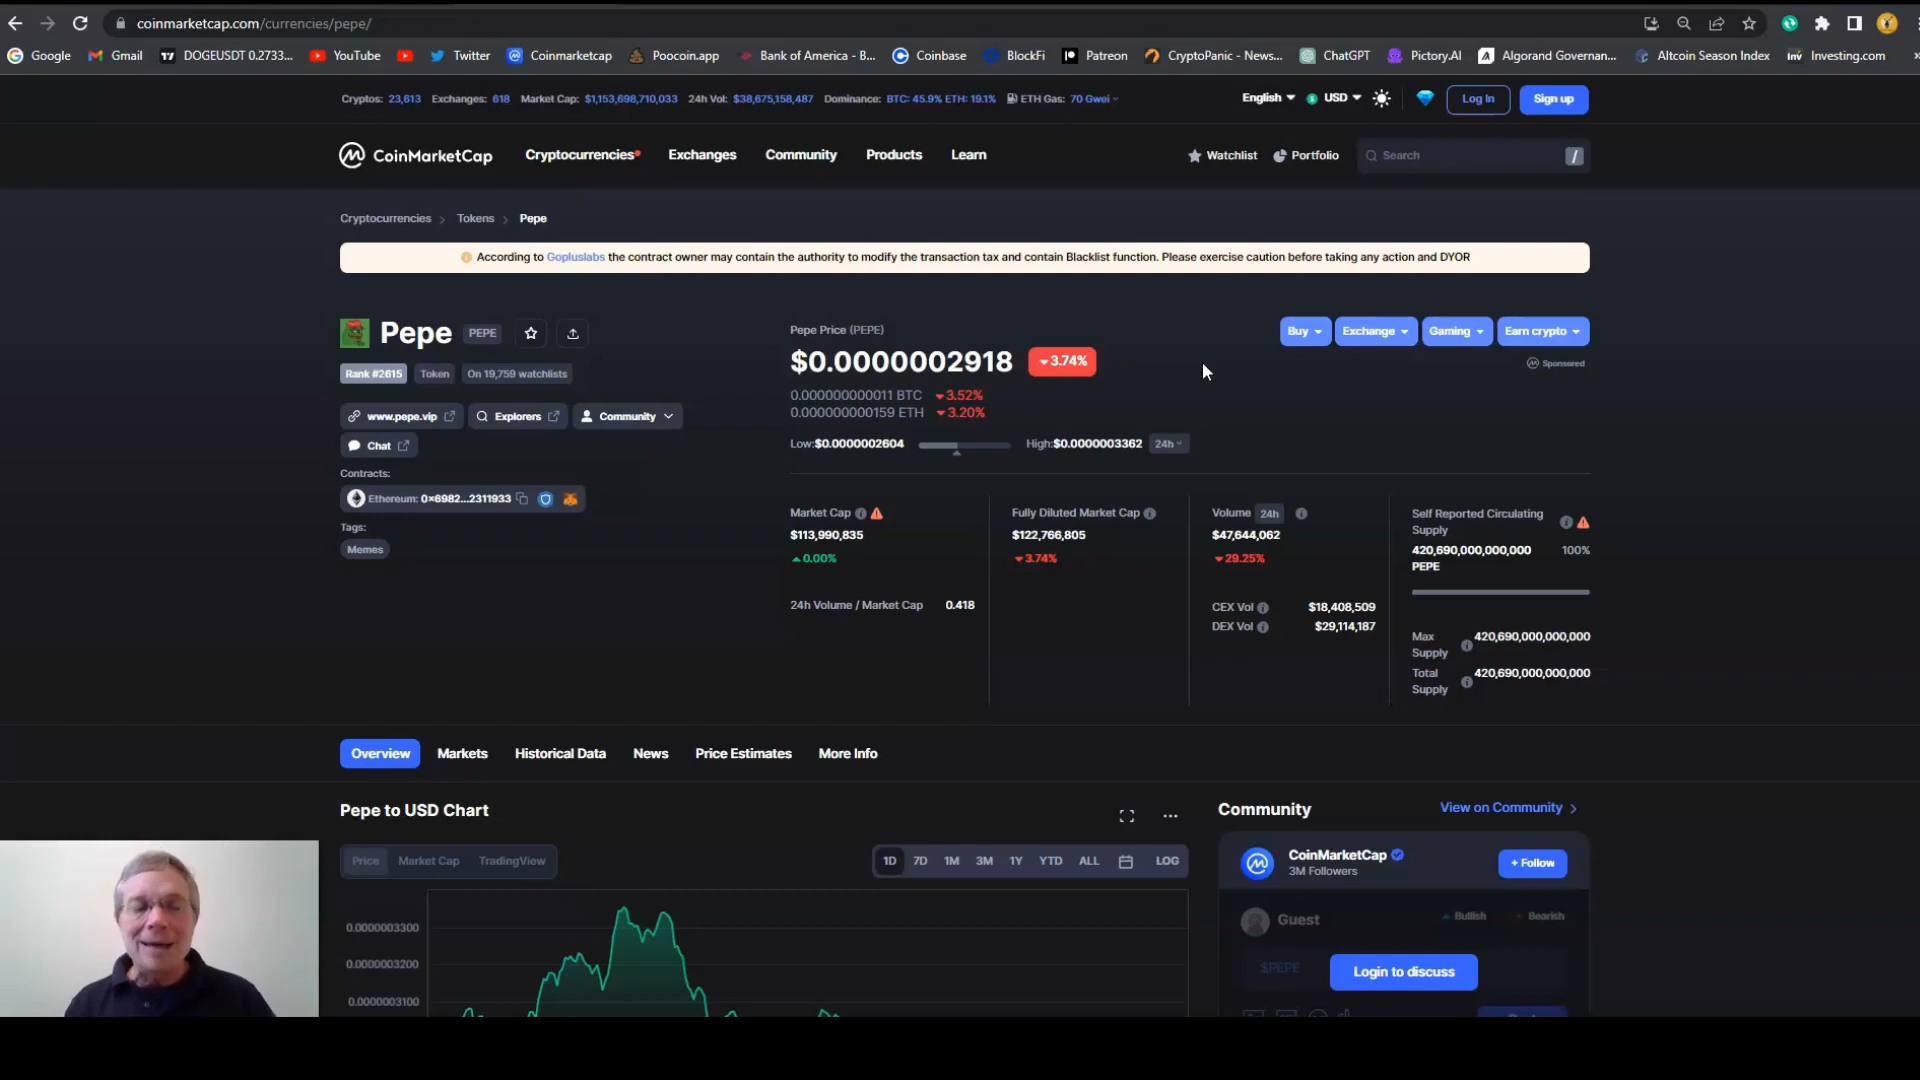 coinmarketcap.com/currencies/pepe/
Google Gmail DOGEUSDT 0.2733... YouTube Twitter Coinmarketcap Poocoin.app Bank of America - B... Coinbase BlockFi Patreon CryptoPanic - News... ChatGPT Pictory.AI Algorand Governan... Altcoin Season Index Investing.com »
Cryptos: 23,613 Exchanges: 618 Market Cap: $1,153,698,710,033 24h Vol: $38,675,158,487 Dominance: BTC: 45.9% ETH: 19.1% ETH Gas: 70 Gwei English USD Log In Sign up
CoinMarketCap Cryptocurrencies Exchanges Community Products Learn Watchlist Portfolio Search /
Cryptocurrencies > Tokens > Pepe
According to Gopluslabs the contract owner may contain the authority to modify the transaction tax and contain Blacklist function. Please exercise caution before taking any action and DYOR
Pepe PEPE
Rank #2615 Token On 19,759 watchlists
www.pepe.vip Explorers Community
Chat
Contracts:
Ethereum: 0x6982...2311933
Tags:
Memes
Pepe Price (PEPE)
$0.0000002918 3.74%
0.000000000011 BTC 3.52%
0.000000000159 ETH 3.20%
Low: $0.0000002604 High: $0.0000003362 24h
Buy Exchange Gaming Earn crypto
Sponsored
Market Cap
$113,990,835
0.00%
24h Volume / Market Cap 0.418
Fully Diluted Market Cap
$122,766,805
3.74%
Volume 24h
$47,644,062
29.25%
CEX Vol $18,408,509
DEX Vol $29,114,187
Self Reported Circulating
Supply
420,690,000,000,000 100%
PEPE
Max
Supply
420,690,000,000,000
Total
Supply
420,690,000,000,000
Overview Markets Historical Data News Price Estimates More Info
Pepe to USD Chart
Price Market Cap TradingView 1D 7D 1M 3M 1Y YTD ALL LOG
0.0000003300
0.0000003200
0.0000003100
Community View on Community >
CoinMarketCap
3M Followers
+ Follow
Guest Bullish Bearish
$PEPE
Login to discuss